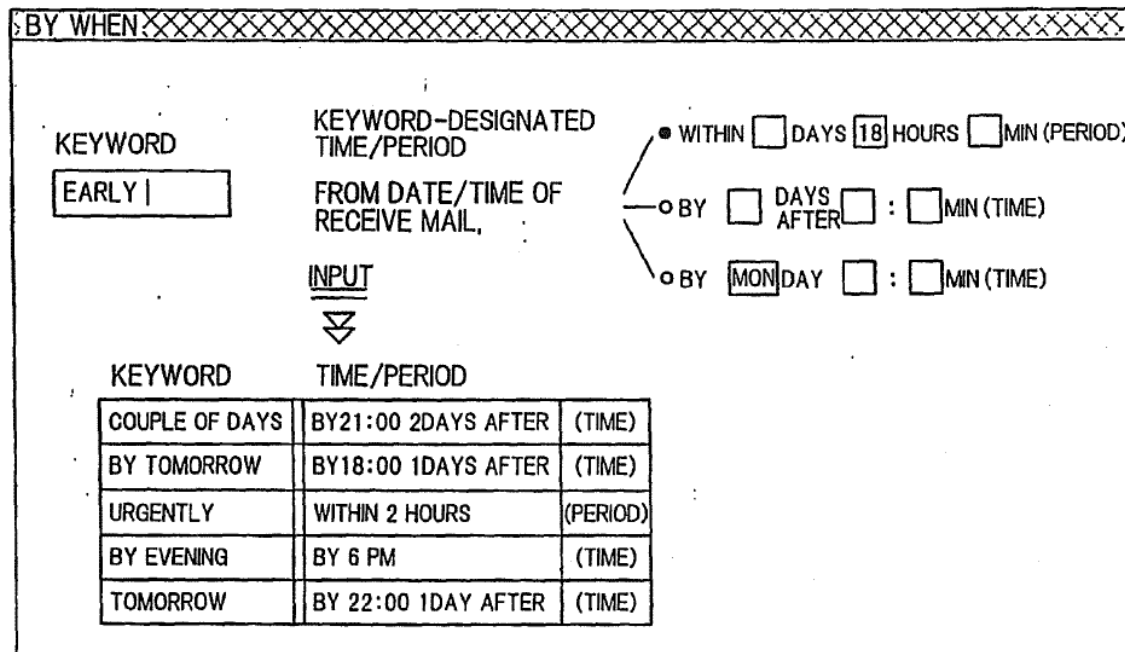 BY WHEN
KEYWORD
EARLY
KEYWORD-DESIGNATED
TIME/PERIOD
FROM DATE/TIME OF
RECEIVE MAIL,
WITHIN DAYS 18 HOURS MIN (PERIOD)
BY DAYS AFTER : MIN (TIME)
BY MON DAY : MIN (TIME)
INPUT
KEYWORD TIME/PERIOD
COUPLE OF DAYS BY21:00 2DAYS AFTER (TIME)
BY TOMORROW BY18:00 1DAYS AFTER (TIME)
URGENTLY WITHIN 2 HOURS (PERIOD)
BY EVENING BY 6 PM (TIME)
TOMORROW BY 22:00 1DAY AFTER (TIME)